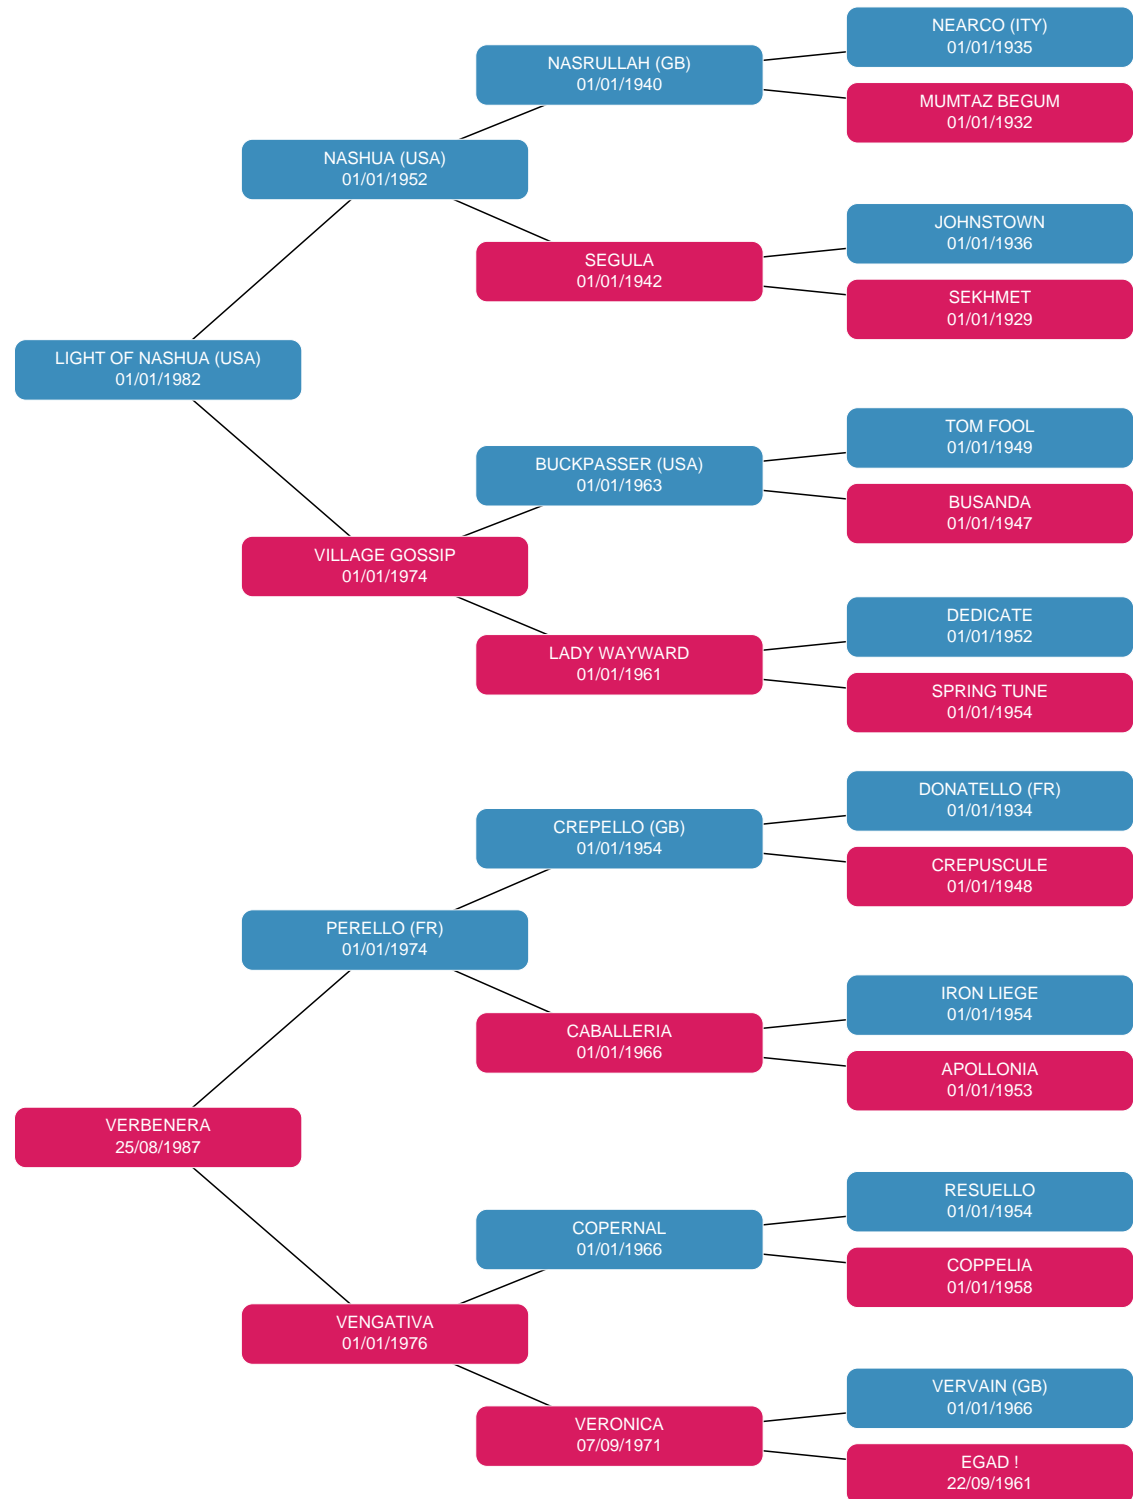 NEARCO (ITY)
01/01/1935
NASRULLAH (GB)
01/01/1940
MUMTAZ BEGUM
01/01/1932
NASHUA (USA)
01/01/1952
JOHNSTOWN
01/01/1936
SEGULA
01/01/1942
SEKHMET
01/01/1929
LIGHT OF NASHUA (USA)
01/01/1982
TOM FOOL
01/01/1949
BUCKPASSER (USA)
01/01/1963
BUSANDA
01/01/1947
VILLAGE GOSSIP
01/01/1974
DEDICATE
01/01/1952
LADY WAYWARD
01/01/1961
SPRING TUNE
01/01/1954
DONATELLO (FR)
01/01/1934
CREPELLO (GB)
01/01/1954
CREPUSCULE
01/01/1948
PERELLO (FR)
01/01/1974
IRON LIEGE
01/01/1954
CABALLERIA
01/01/1966
APOLLONIA
01/01/1953
VERBENERA
25/08/1987
RESUELLO
01/01/1954
COPERNAL
01/01/1966
COPPELIA
01/01/1958
VENGATIVA
01/01/1976
VERVAIN (GB)
01/01/1966
VERONICA
07/09/1971
EGAD !
22/09/1961